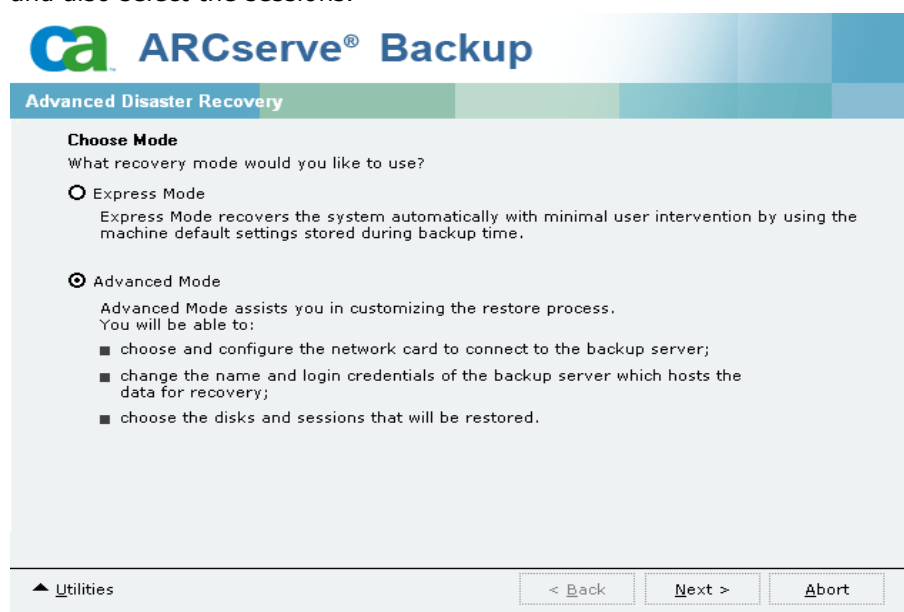 and also select the sessions.
ca ARCserve® Backup
Advanced Disaster Recovery
Choose Mode
What recovery mode would you like to use?
Express Mode
Express Mode recovers the system automatically with minimal user intervention by using the
machine default settings stored during backup time.
Advanced Mode
Advanced Mode assists you in customizing the restore process.
You will be able to:
choose and configure the network card to connect to the backup server;
change the name and login credentials of the backup server which hosts the
data for recovery;
choose the disks and sessions that will be restored.
Utilities
< Back Next > Abort